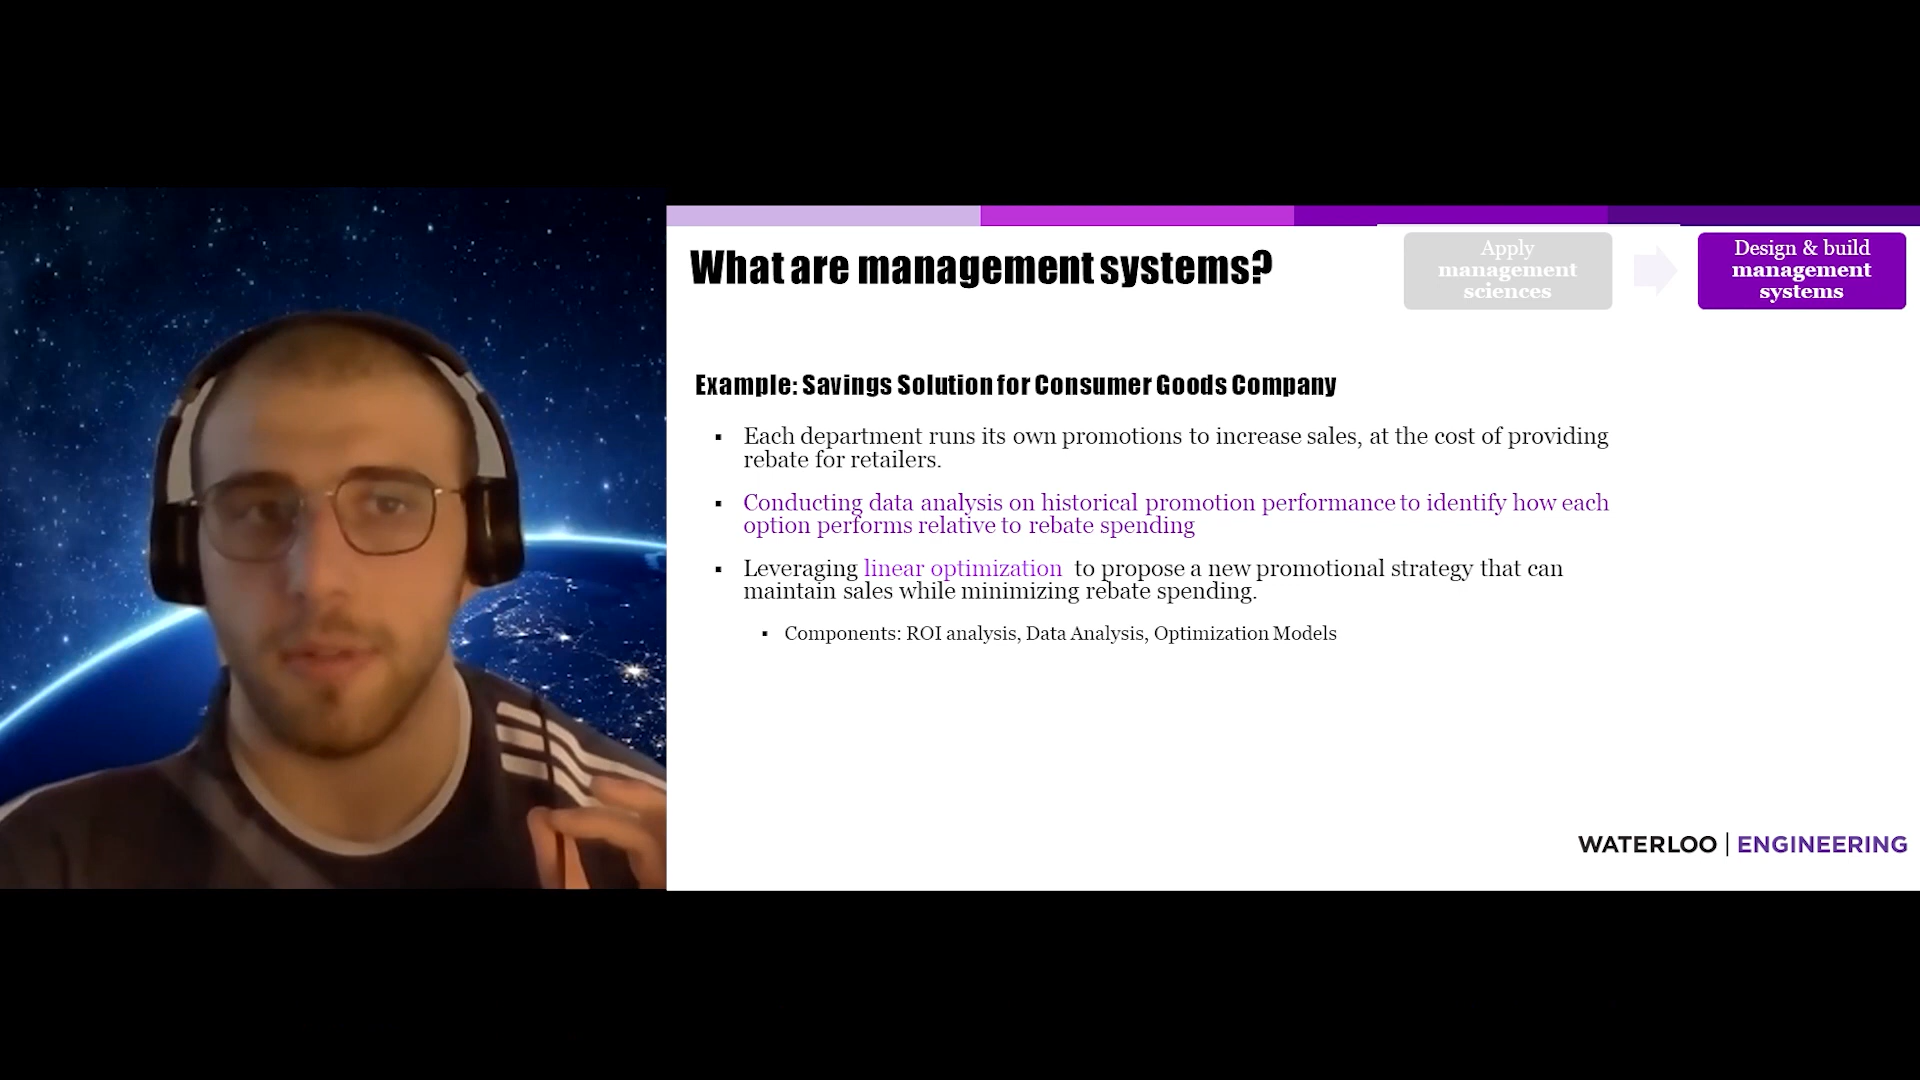 What are management systems?
Apply
management
sciences
Design & build
management
systems
Example: Savings Solution for Consumer Goods Company
▪ Each department runs its own promotions to increase sales, at the cost of providing
rebate for retailers.
▪ Conducting data analysis on historical promotion performance to identify how each
option performs relative to rebate spending
▪ Leveraging linear optimization to propose a new promotional strategy that can
maintain sales while minimizing rebate spending.
▪ Components: ROI analysis, Data Analysis, Optimization Models
WATERLOO | ENGINEERING